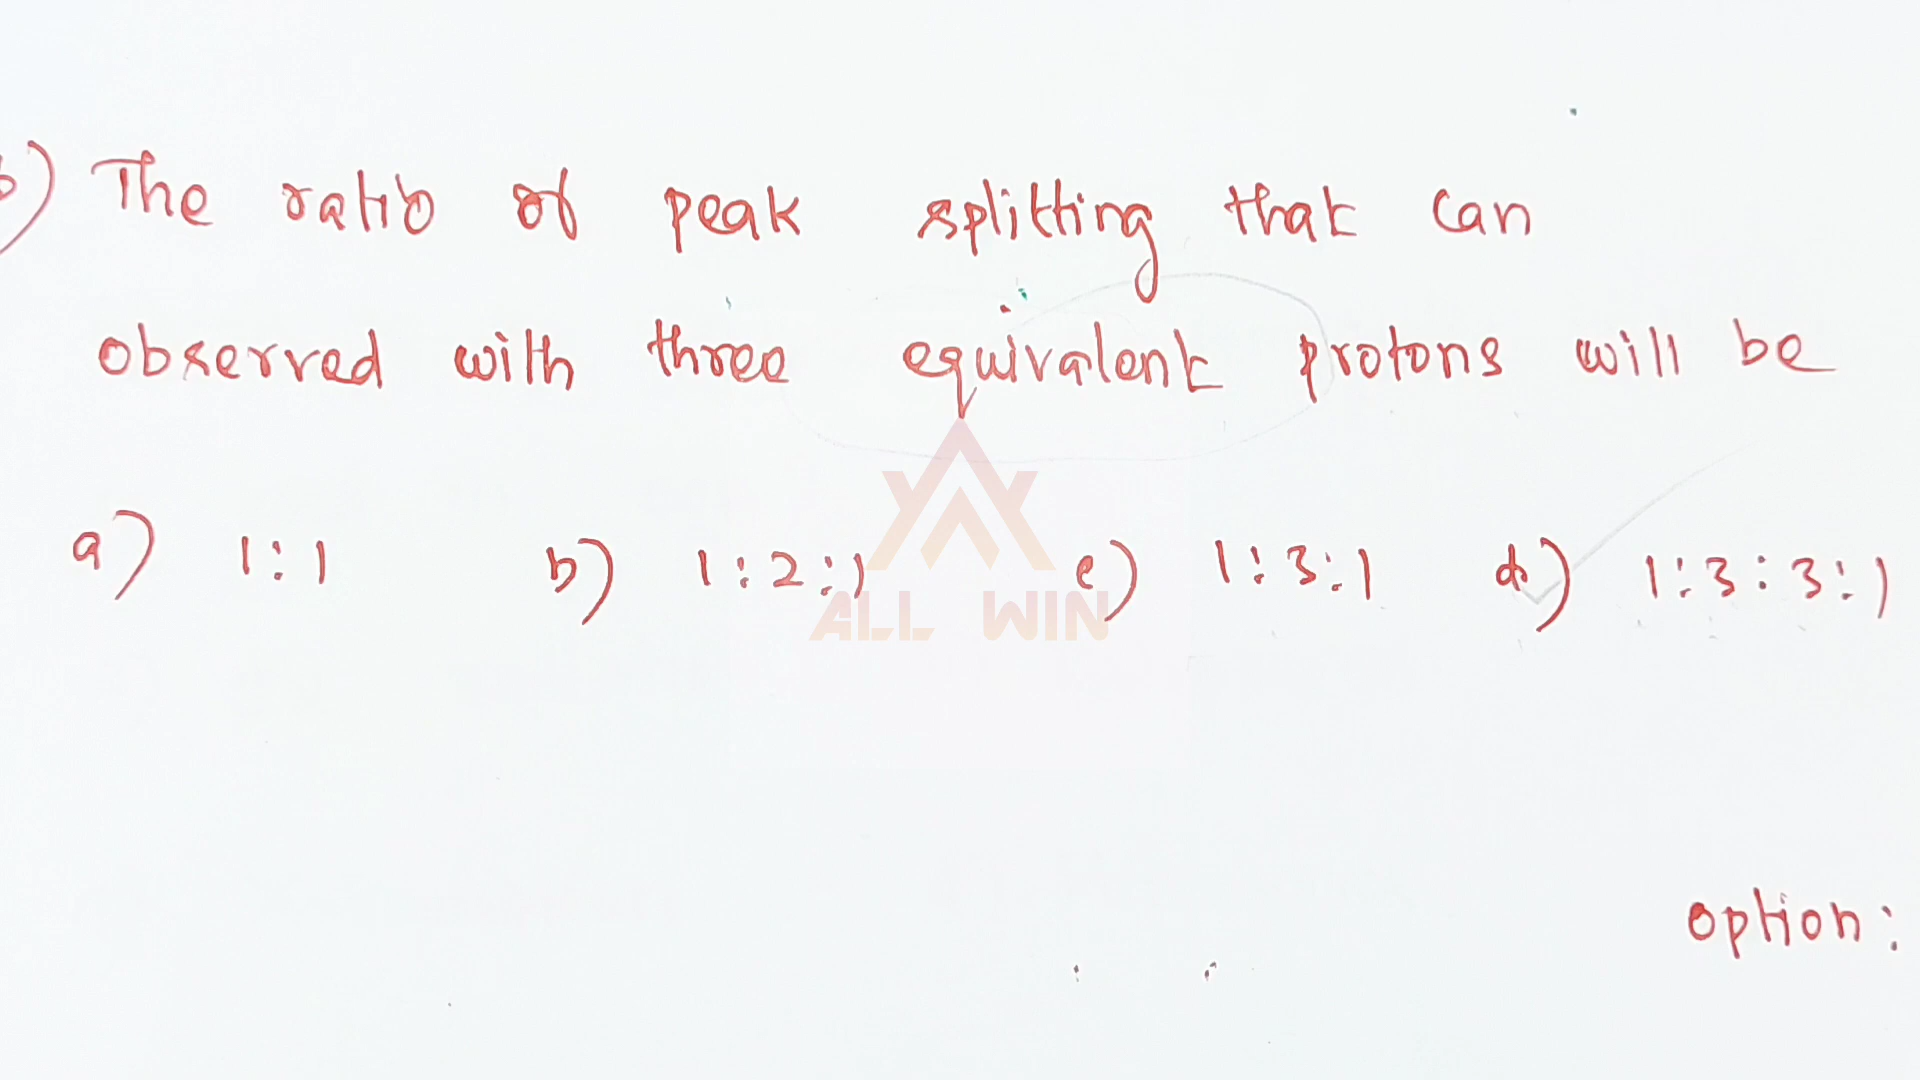 b) The ratio of peak splitting that can
observed with three equivalent protons will be
a) 1:1 b) 1:2:1 c) 1:3:1 d) 1:3:3:1
ALL WIN
option: